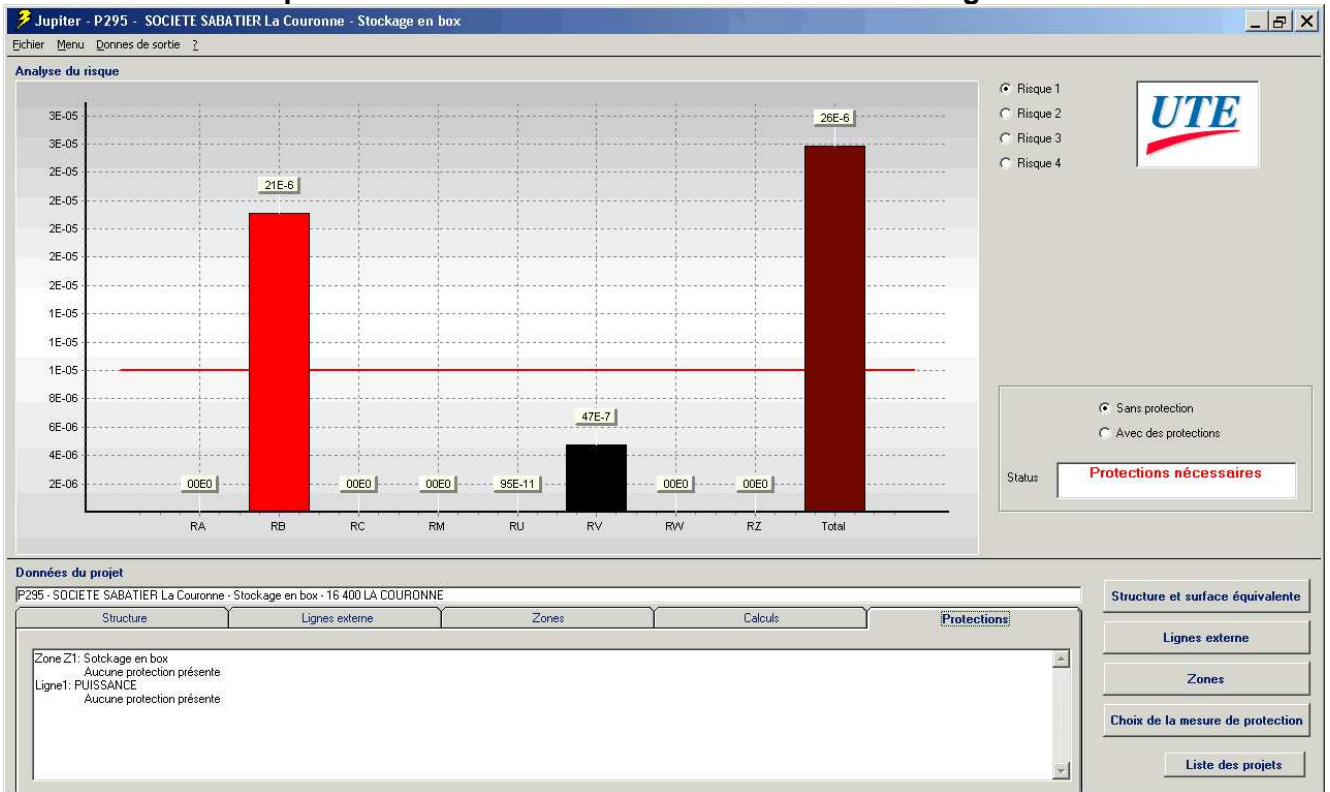 Jupiter - P295 - SOCIETE SABATIER La Couronne - Stockage en box
Fichier Menu Donnes de sortie ?
Analyse du risque
3E-05
3E-05
2E-05
2E-05
2E-05
2E-05
2E-05
1E-05
1E-05
1E-05
8E-06
6E-06
4E-06
2E-06
00E0
21E-6
00E0
00E0
95E-11
47E-7
00E0
00E0
26E-6
RA RB RC RM RU RV RW RZ Total
Risque 1
Risque 2
Risque 3
Risque 4
UTE
Sans protection
Avec des protections
Status Protections nécessaires
Données du projet
P295 - SOCIETE SABATIER La Couronne - Stockage en box - 16 400 LA COURONNE
Structure Lignes externe Zones Calculs Protections
Zone Z1: Sotckage en box
Aucune protection présente
Ligne1: PUISSANCE
Aucune protection présente
Structure et surface équivalente
Lignes externe
Zones
Choix de la mesure de protection
Liste des projets